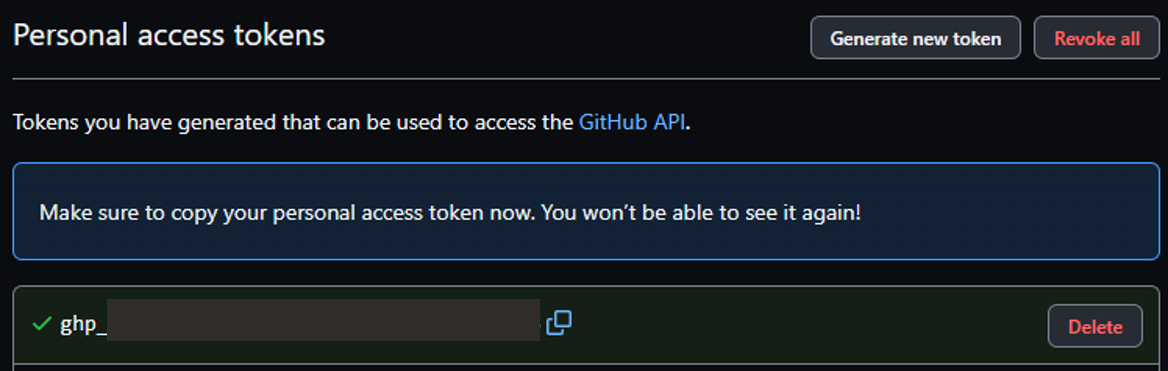 Personal access tokens
Generate new token
Revoke all
Tokens you have generated that can be used to access the GitHub API.
Make sure to copy your personal access token now. You won’t be able to see it again!
ghp_
Delete